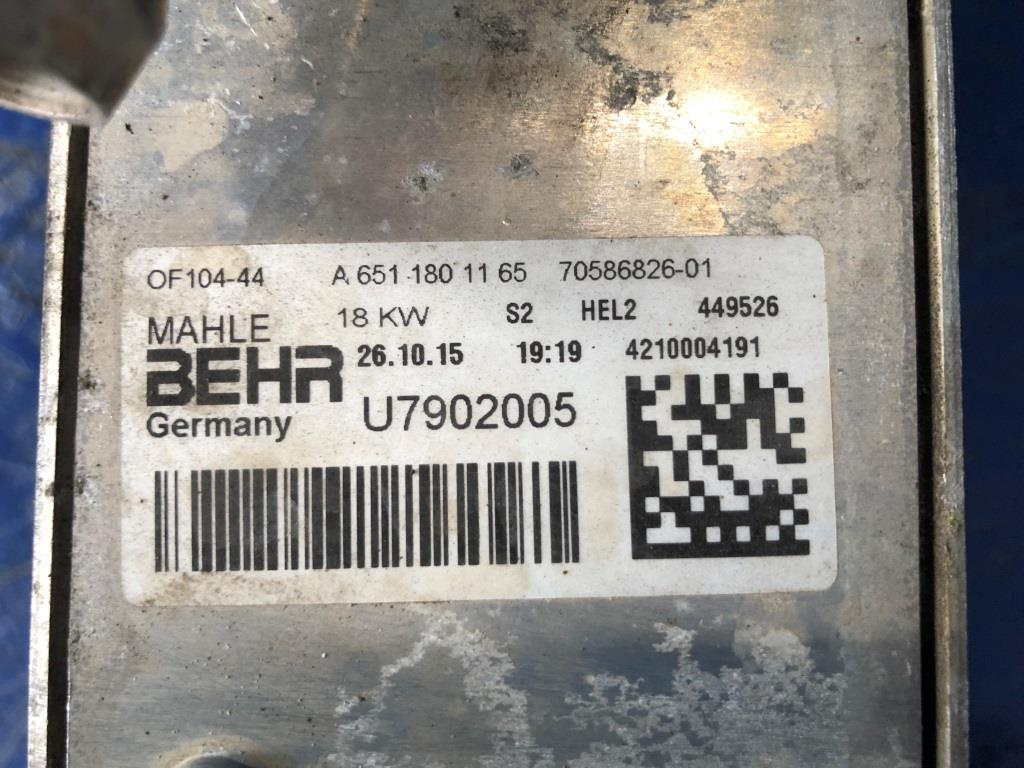 OF104-44 A 651 180 11 65 70586826-01
MAHLE 18 KW S2 HEL2 449526
BEHR 26.10.15 19:19 4210004191
Germany U7902005